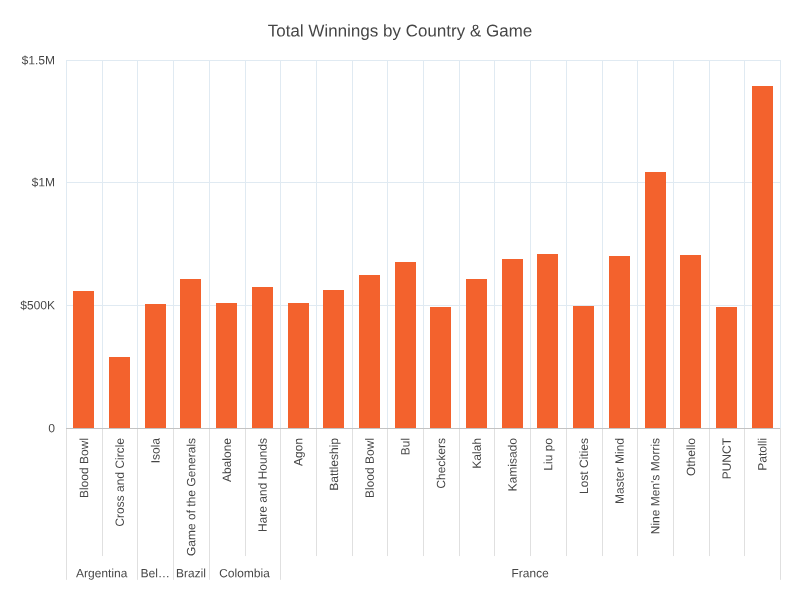 Total Winnings by Country & Game
$1.5M
$1M
$500K
0
Blood Bowl
Cross and Circle
Isola
Game of the Generals
Abalone
Hare and Hounds
Agon
Battleship
Blood Bowl
Bul
Checkers
Kalah
Kamisado
Liu po
Lost Cities
Master Mind
Nine Men's Morris
Othello
PUNCT
Patolli
Argentina
Bel…
Brazil
Colombia
France